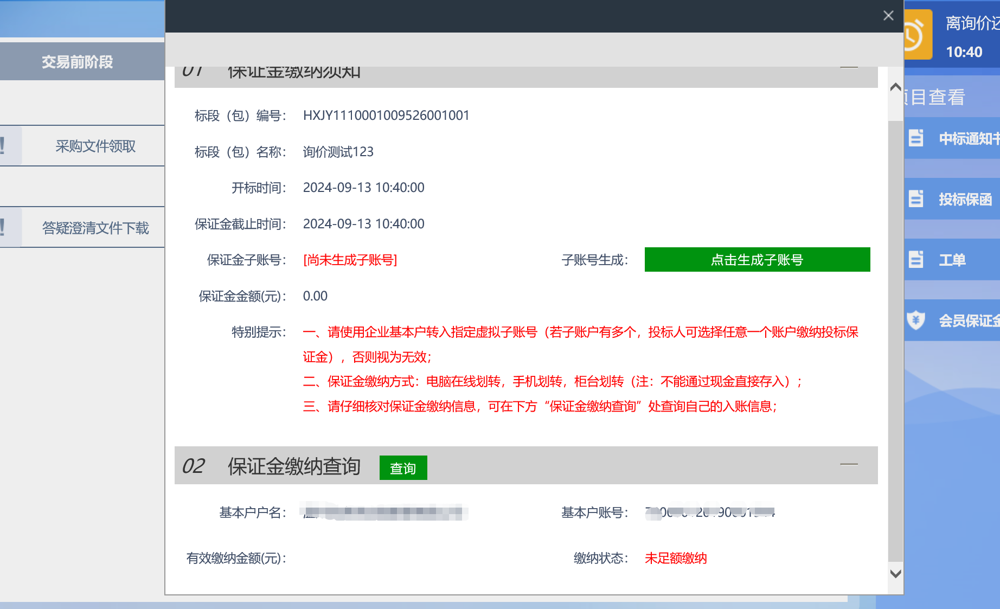 交易前阶段
采购文件领取
答疑澄清文件下载
01 保证金缴纳须知
标段（包）编号： HXJY1110001009526001001
标段（包）名称： 询价测试123
开标时间： 2024-09-13 10:40:00
保证金截止时间： 2024-09-13 10:40:00
保证金子账号： [尚未生成子账号] 子账号生成： 点击生成子账号
保证金金额(元)： 0.00
特别提示： 一、请使用企业基本户转入指定虚拟子账号（若子账户有多个，投标人可选择任意一个账户缴纳投标保
证金），否则视为无效；
二、保证金缴纳方式：电脑在线划转，手机划转，柜台划转（注：不能通过现金直接存入）；
三、请仔细核对保证金缴纳信息，可在下方“保证金缴纳查询”处查询自己的入账信息；
02 保证金缴纳查询 查询
基本户户名： 基本户账号：
有效缴纳金额(元)： 缴纳状态： 未足额缴纳
离询价还
10:40
项目查看
中标通知书
投标保函
工单
会员保证金